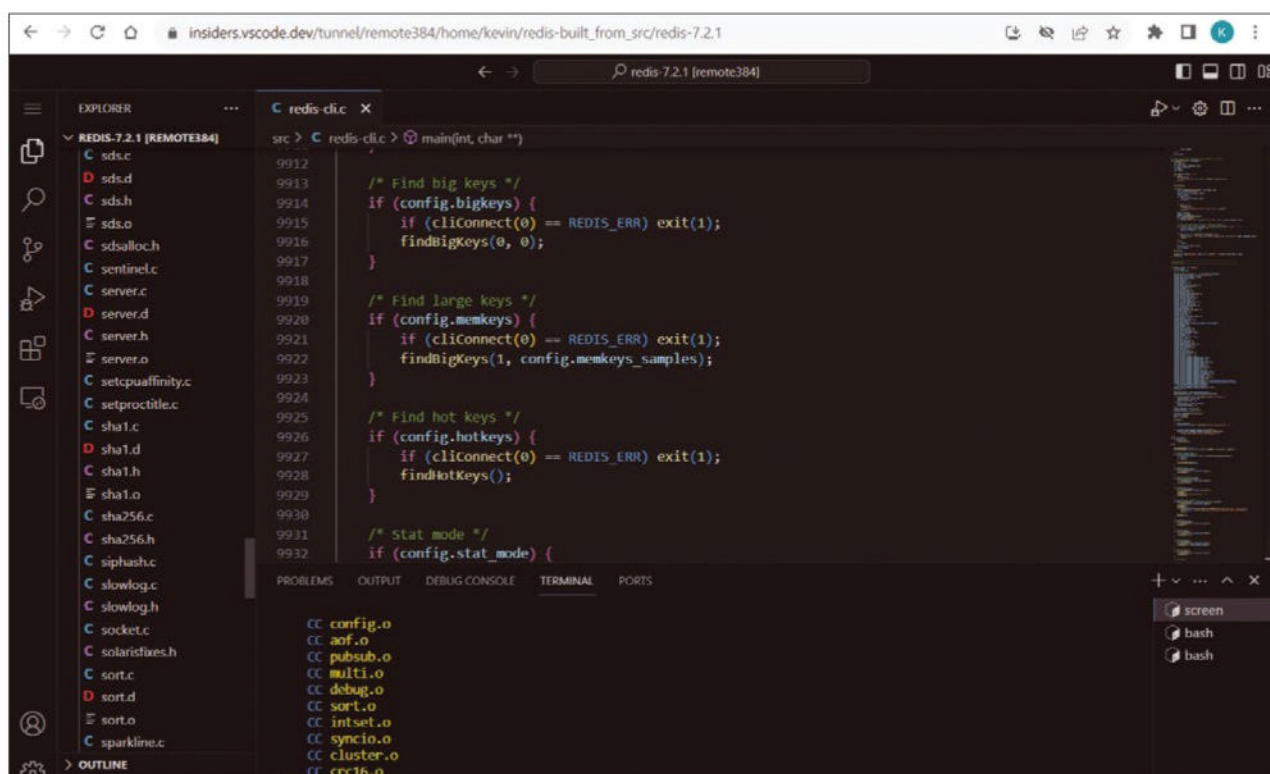 insiders.vscode.dev/tunnel/remote384/home/kevin/redis-built_from_src/redis-7.2.1
K
redis-7.2.1 [remote384]
EXPLORER
REDIS-7.2.1 [REMOTE384]
C sds.c
D sds.d
C sds.h
sds.o
C sdsalloc.h
C sentinel.c
C server.c
D server.d
C server.h
server.o
C setcpuaffinity.c
C setproctitle.c
C sha1.c
D sha1.d
C sha1.h
sha1.o
C sha256.c
C sha256.h
C siphash.c
C slowlog.c
C slowlog.h
C socket.c
C solarisfixes.h
C sort.c
D sort.d
sort.o
C sparkline.c
OUTLINE
C redis-cli.c
src > C redis-cli.c > main(int, char **)
9912
9913 /* Find big keys */
9914 if (config.bigkeys) {
9915 if (cliConnect(0) == REDIS_ERR) exit(1);
9916 findBigKeys(0, 0);
9917 }
9918
9919 /* Find large keys */
9920 if (config.memkeys) {
9921 if (cliConnect(0) == REDIS_ERR) exit(1);
9922 findBigKeys(1, config.memkeys_samples);
9923 }
9924
9925 /* Find hot keys */
9926 if (config.hotkeys) {
9927 if (cliConnect(0) == REDIS_ERR) exit(1);
9928 findHotKeys();
9929 }
9930
9931 /* Stat mode */
9932 if (config.stat_mode) {
PROBLEMS OUTPUT DEBUG CONSOLE TERMINAL PORTS
CC config.o
CC aof.o
CC pubsub.o
CC multi.o
CC debug.o
CC sort.o
CC intset.o
CC syncio.o
CC cluster.o
CC crc16.o
screen
bash
bash